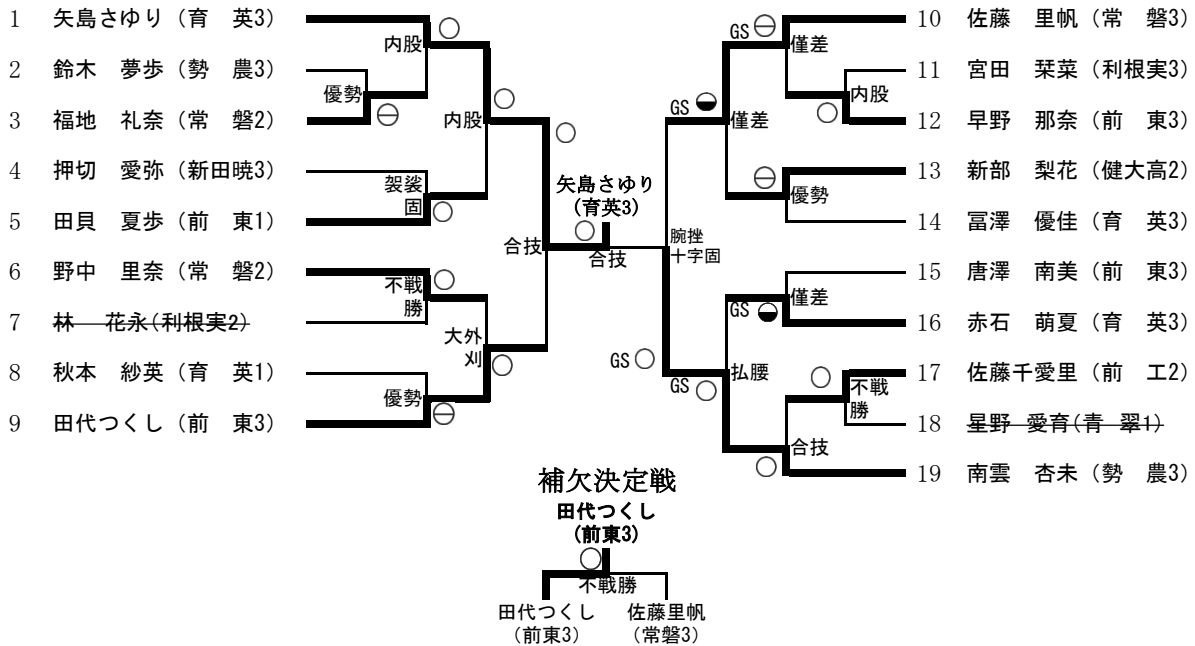 1 矢島さゆり（育　英3）
内股
2 鈴木　夢歩（勢　農3）
優勢
3 福地　礼奈（常　磐2）
内股
4 押切　愛弥（新田暁3）
袈裟
固
5 田貝　夏歩（前　東1）
合技
6 野中　里奈（常　磐2）
不戦
勝
7 林　花永(利根実2)
大外
刈
8 秋本　紗英（育　英1）
優勢
9 田代つくし（前　東3）
矢島さゆり
(育英3)
合技
10 佐藤　里帆（常　磐3）
GS
僅差
11 宮田　栞菜（利根実3）
内股
12 早野　那奈（前　東3）
GS
僅差
13 新部　梨花（健大高2）
優勢
14 冨澤　優佳（育　英3）
腕挫
十字固
GS
15 唐澤　南美（前　東3）
僅差
GS
16 赤石　萌夏（育　英3）
払腰
GS
17 佐藤千愛里（前　工2）
不戦
勝
18 星野 愛育(青 翠1)
合技
19 南雲　杏未（勢　農3）
補欠決定戦
田代つくし
(前東3)
不戦勝
田代つくし
（前東3）
佐藤里帆
（常磐3）